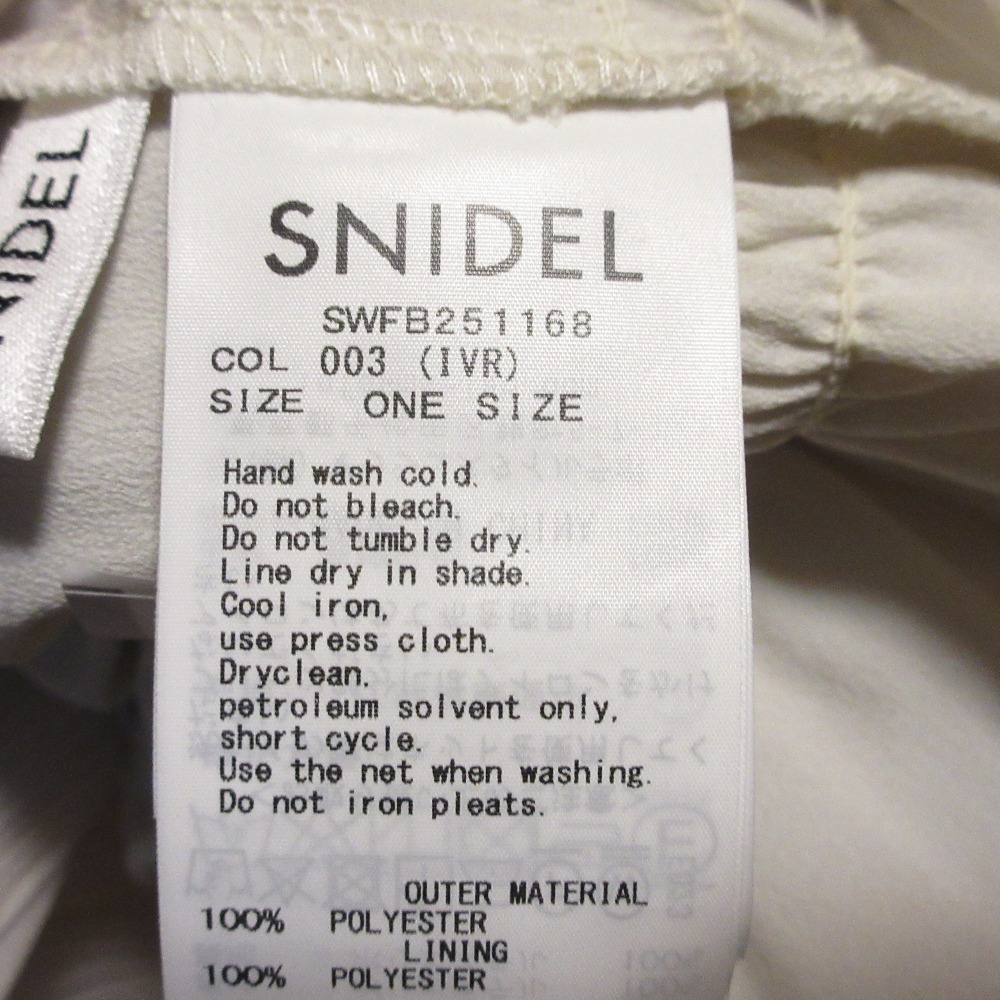 SNIDEL
SNIDEL
SWFB251168
COL 003 (IVR)
SIZE ONE SIZE
Hand wash cold.
Do not bleach.
Do not tumble dry.
Line dry in shade.
Cool iron,
use press cloth.
Dryclean.
petroleum solvent only,
short cycle.
Use the net when washing.
Do not iron pleats.
OUTER MATERIAL
100% POLYESTER
LINING
100% POLYESTER